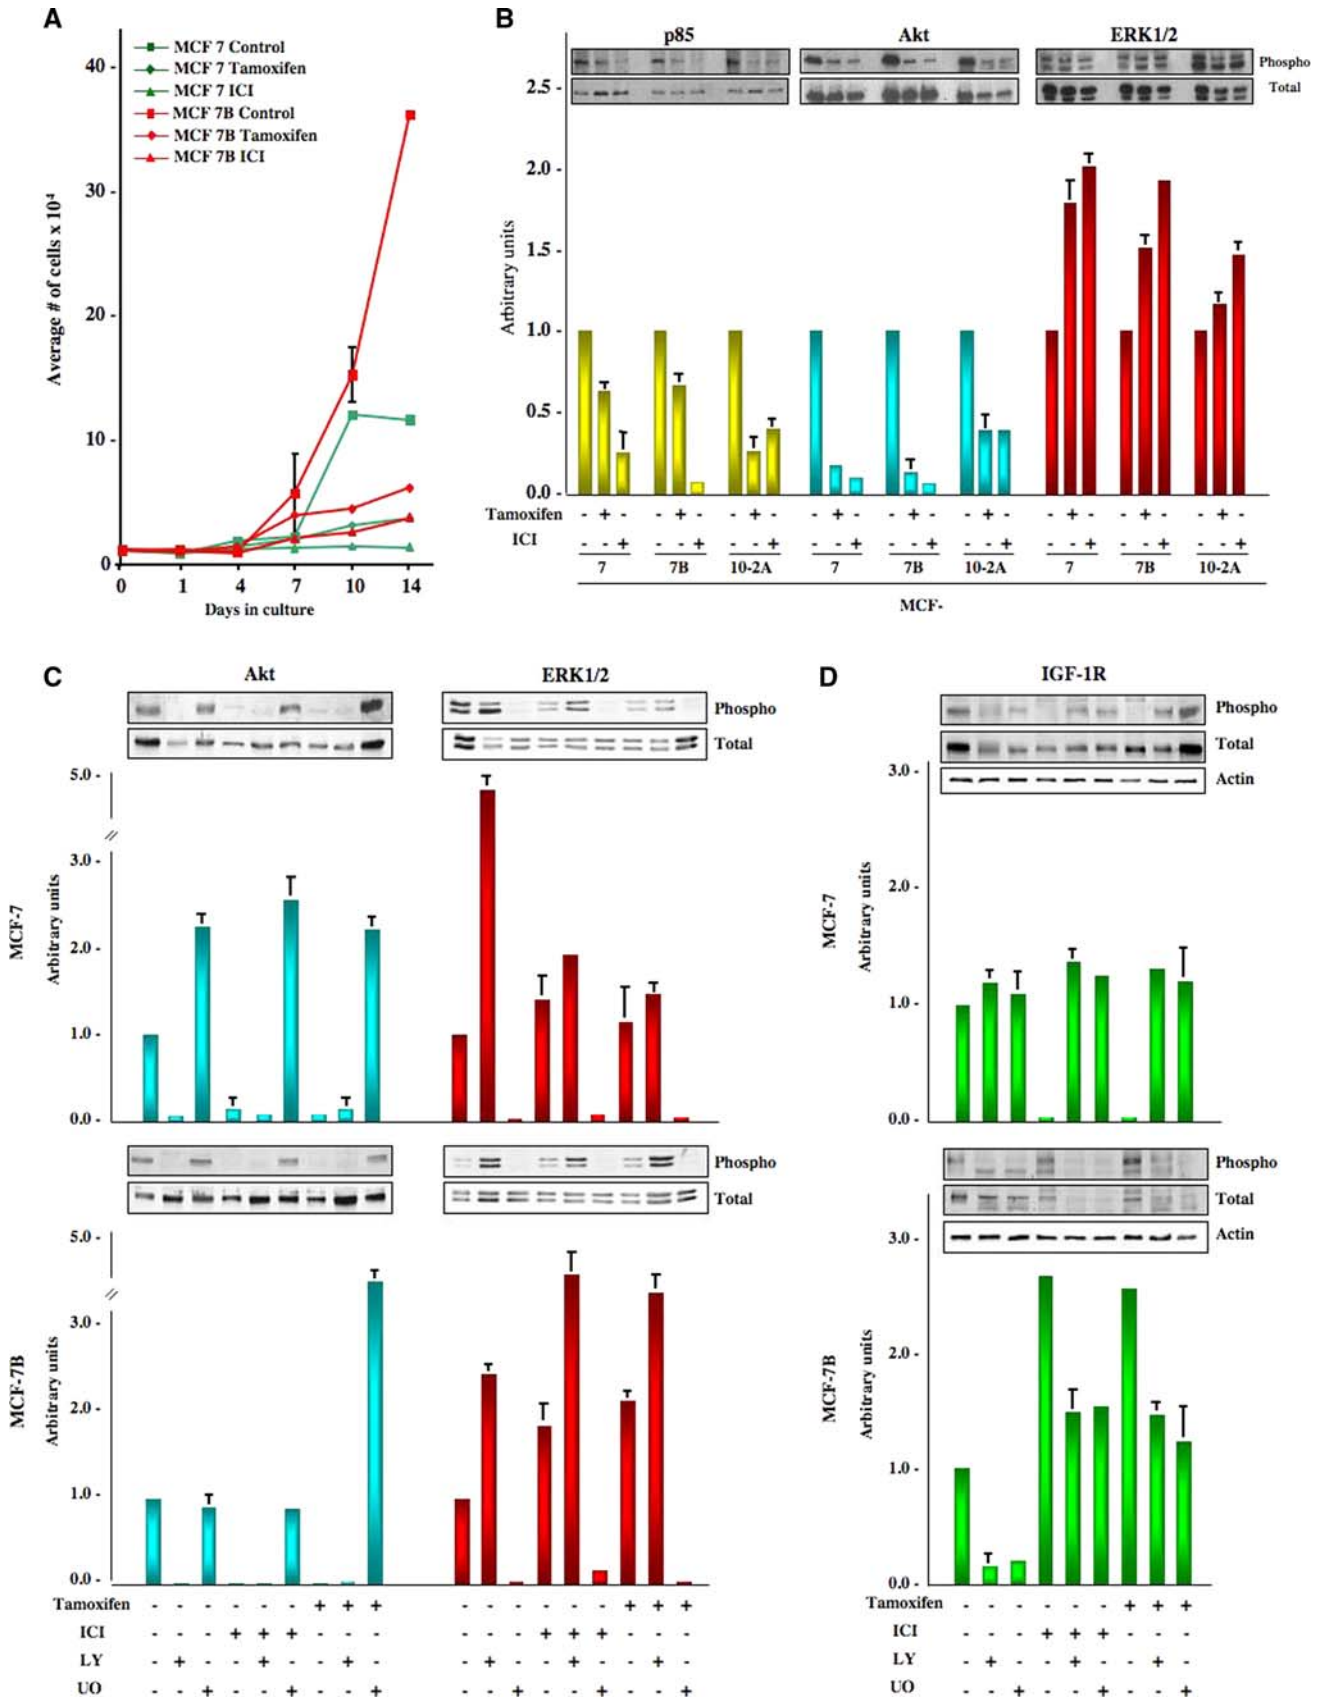 A
MCF 7 Control
MCF 7 Tamoxifen
MCF 7 ICI
MCF 7B Control
MCF 7B Tamoxifen
MCF 7B ICI
40 -
30 -
20 -
10 -
0
Average # of cells x 10⁴
0 1 4 7 10 14
Days in culture
B
p85 Akt ERK1/2
Phospho
Total
2.5 -
2.0 -
1.5 -
1.0 -
0.5 -
0.0 -
Arbitrary units
Tamoxifen - + - - + - - + - - + - - + - - + - - + - - + - - + -
ICI - - + - - + - - + - - + - - + - - + - - + - - + - - +
7 7B 10-2A 7 7B 10-2A 7 7B 10-2A
MCF-
C
Akt ERK1/2
Phospho
Total
5.0 -
//
3.0 -
2.0 -
1.0 -
0.0 -
MCF-7
Arbitrary units
Phospho
Total
5.0 -
//
3.0 -
2.0 -
1.0 -
0.0 -
MCF-7B
Arbitrary units
Tamoxifen - - - - - - + + + - - - - - - + + +
ICI - - - + + + - - - - - - + + + - - -
LY - + - - + - - + - - + - - + - - + -
UO - - + - - + - - + - - + - - + - - +
D
IGF-1R
Phospho
Total
Actin
3.0 -
2.0 -
1.0 -
0.0 -
MCF-7
Arbitrary units
Phospho
Total
Actin
3.0 -
2.0 -
1.0 -
0.0 -
MCF-7B
Arbitrary units
Tamoxifen - - - - - - + + +
ICI - - - + + + - - -
LY - + - - + - - + -
UO - - + - - + - - +